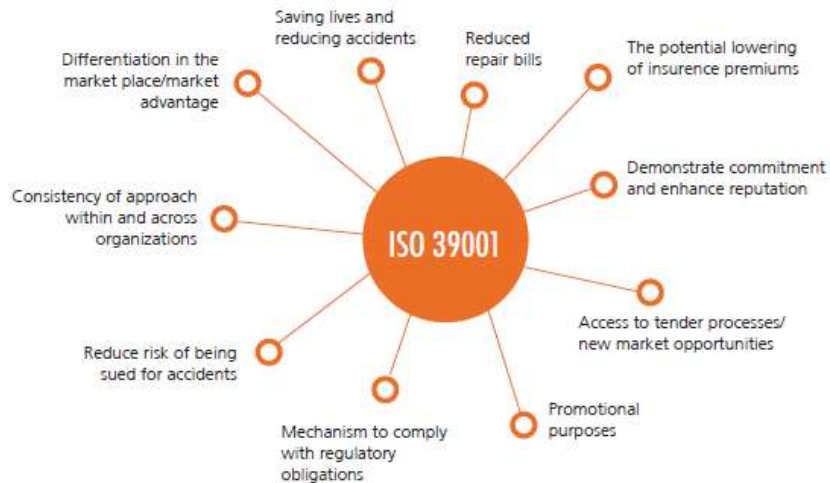 Saving lives and
reducing accidents
Reduced
repair bills
The potential lowering
of insurence premiums
Differentiation in the
market place/market
advantage
Demonstrate commitment
and enhance reputation
Consistency of approach
within and across
organizations
ISO 39001
Access to tender processes/
new market opportunities
Reduce risk of being
sued for accidents
Promotional
purposes
Mechanism to comply
with regulatory
obligations